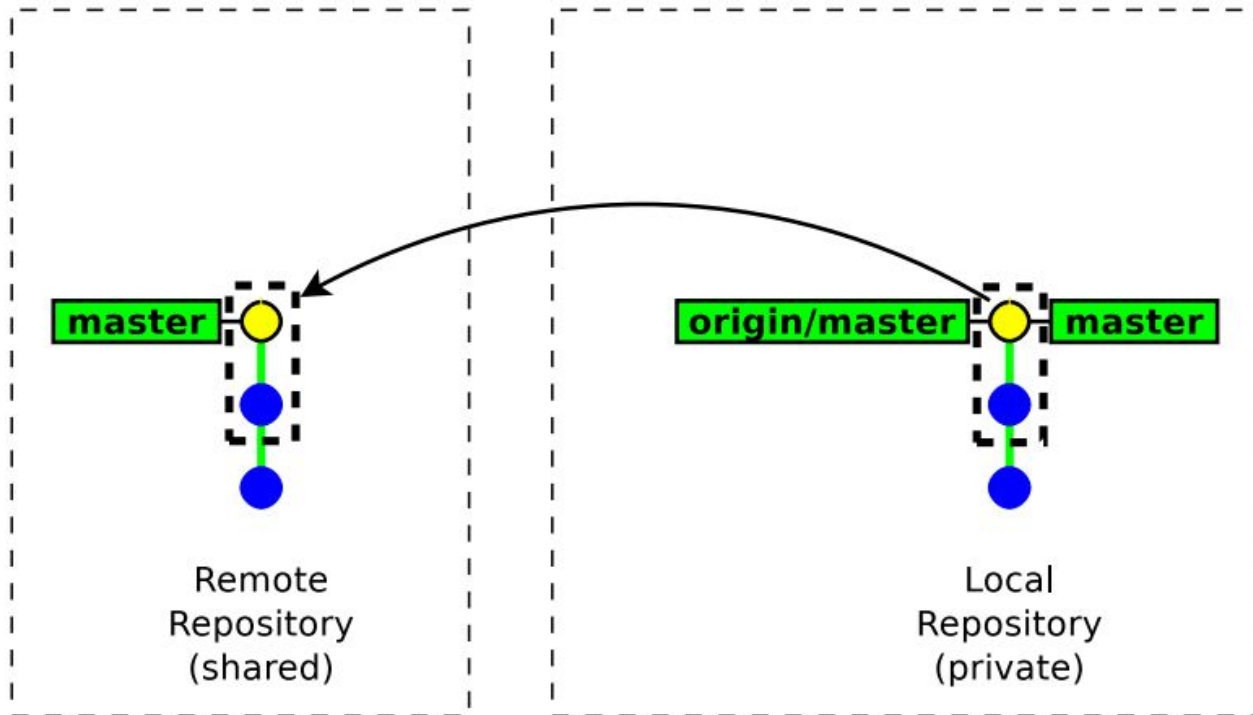 master
origin/master
master
Remote
Repository
(shared)
Local
Repository
(private)